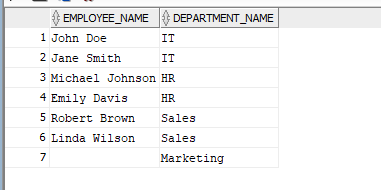 EMPLOYEE_NAME DEPARTMENT_NAME
1 John Doe IT
2 Jane Smith IT
3 Michael Johnson HR
4 Emily Davis HR
5 Robert Brown Sales
6 Linda Wilson Sales
7 Marketing